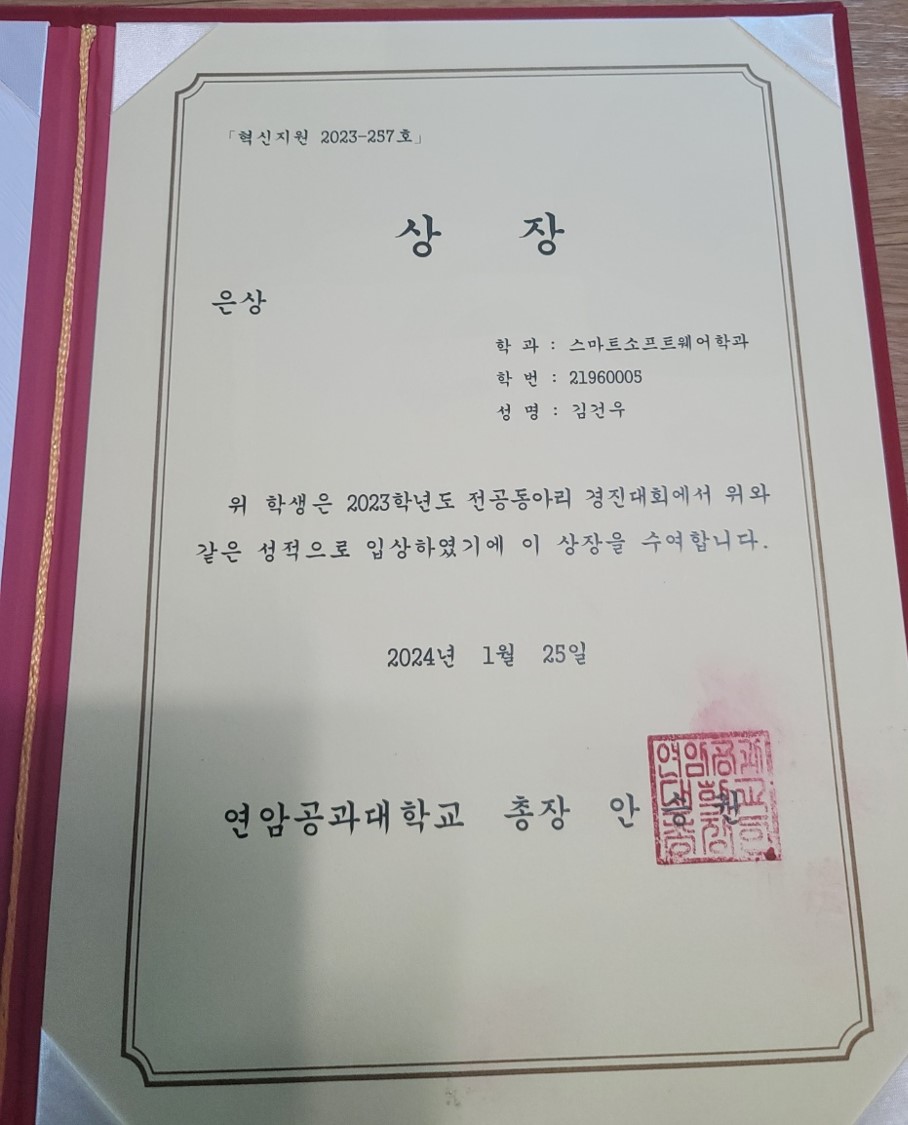 「혁신지원 2023-257호」
상 장
은상
학 과 : 스마트소프트웨어학과
학 번 : 21960005
성 명 : 김건우
위 학생은 2023학년도 전공동아리 경진대회에서 위와
같은 성적으로 입상하였기에 이 상장을 수여합니다.
2024년 1월 25일
연암공과대학교 총장 안 승 권